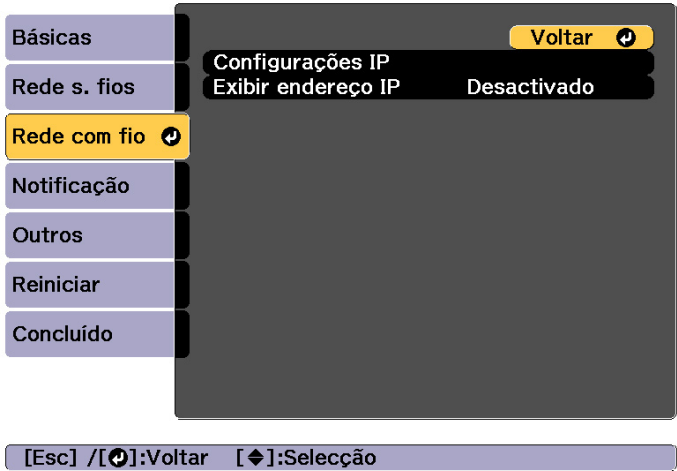 Básicas
Rede s. fios
Rede com fio
Notificação
Outros
Reiniciar
Concluído
Voltar
Configurações IP
Exibir endereço IP Desactivado
[Esc] /[⏎]:Voltar [◆]:Selecção